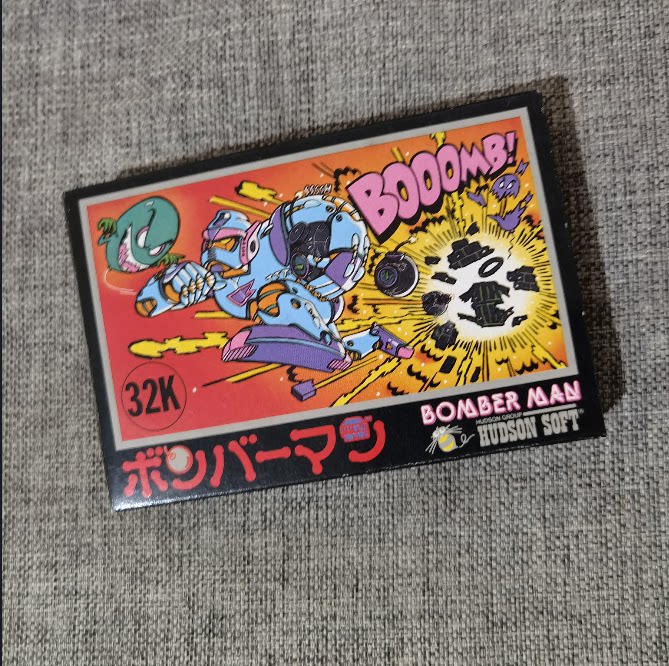 BOOOMB!
32K
ボンバーマン
BOMBER MAN
HUDSON GROUP
HUDSON SOFT®